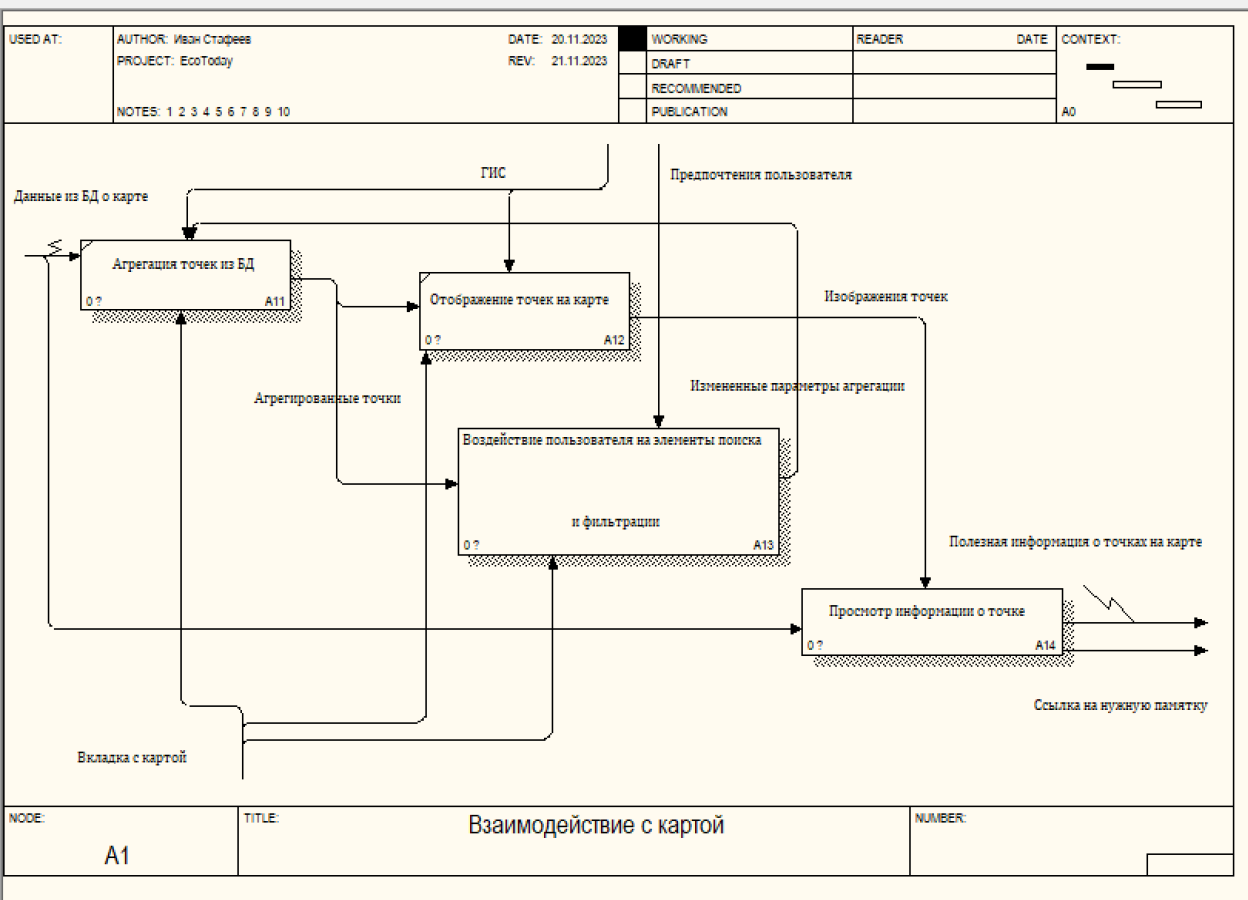 USED AT:
AUTHOR: Иван Стафеев
DATE: 20.11.2023
PROJECT: EcoToday
REV: 21.11.2023
NOTES: 1 2 3 4 5 6 7 8 9 10
WORKING
DRAFT
RECOMMENDED
PUBLICATION
READER DATE
CONTEXT:
A0
ГИС
Предпочтения пользователя
Данные из БД о карте
Агрегация точек из БД
0 ? A11
Отображение точек на карте
0 ? A12
Изображения точек
Измененные параметры агрегации
Агрегированные точки
Воздействие пользователя на элементы поиска
и фильтрации
0 ? A13
Полезная информация о точках на карте
Просмотр информации о точке
0 ? A14
Ссылка на нужную памятку
Вкладка с картой
NODE:
A1
TITLE:
Взаимодействие с картой
NUMBER: